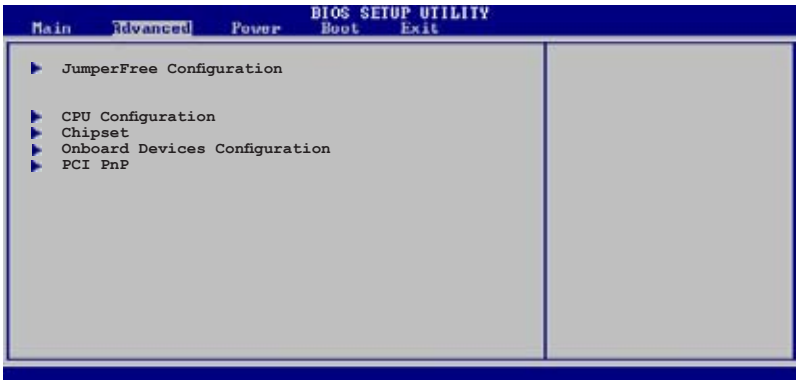 BIOS SETUP UTILITY
Main Advanced Power Boot Exit
JumperFree Configuration
CPU Configuration
Chipset
Onboard Devices Configuration
PCI PnP